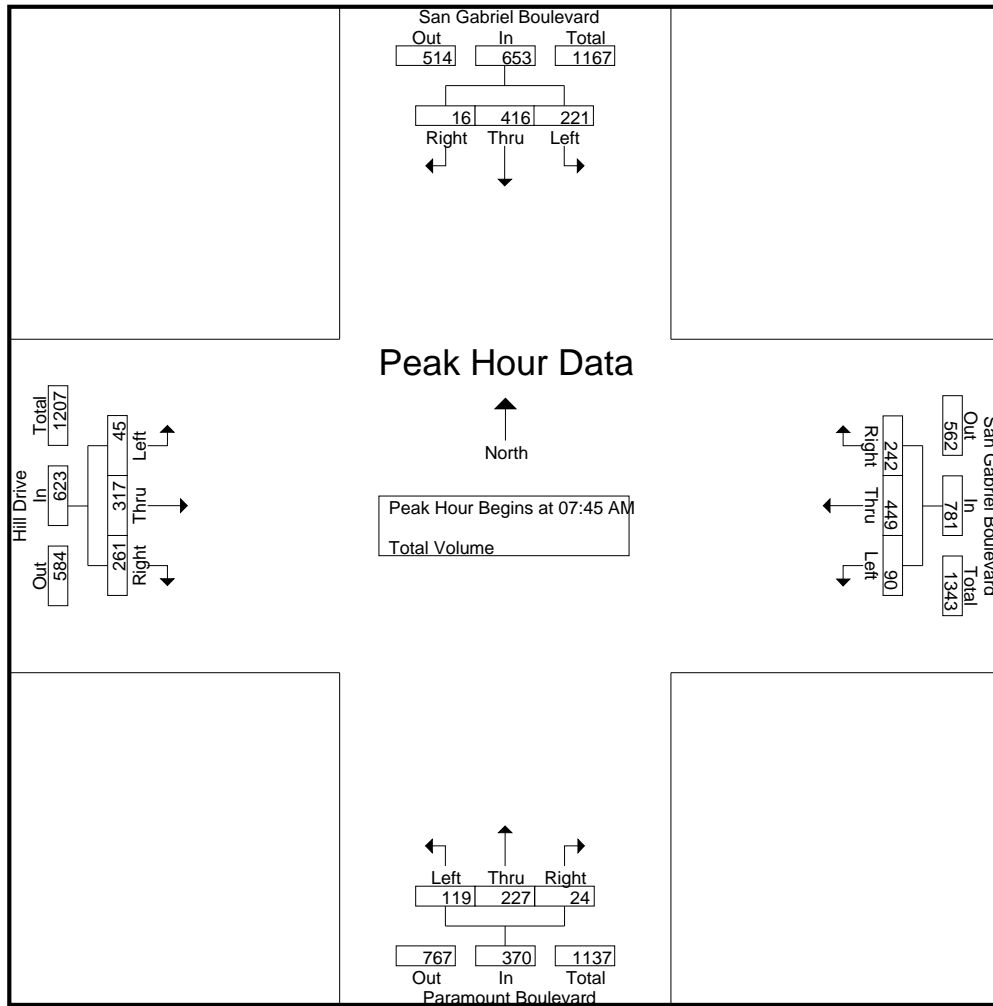 San Gabriel Boulevard
Out In Total
514 653 1167
16 416 221
Right Thru Left
Peak Hour Data
North
Peak Hour Begins at 07:45 AM
Total Volume
Hill Drive
Total In Out
1207 623 584
45 317 261
Left Thru Right
San Gabriel Boulevard
Out In Total
562 781 1343
242 449 90
Right Thru Left
Left Thru Right
119 227 24
767 370 1137
Out In Total
Paramount Boulevard